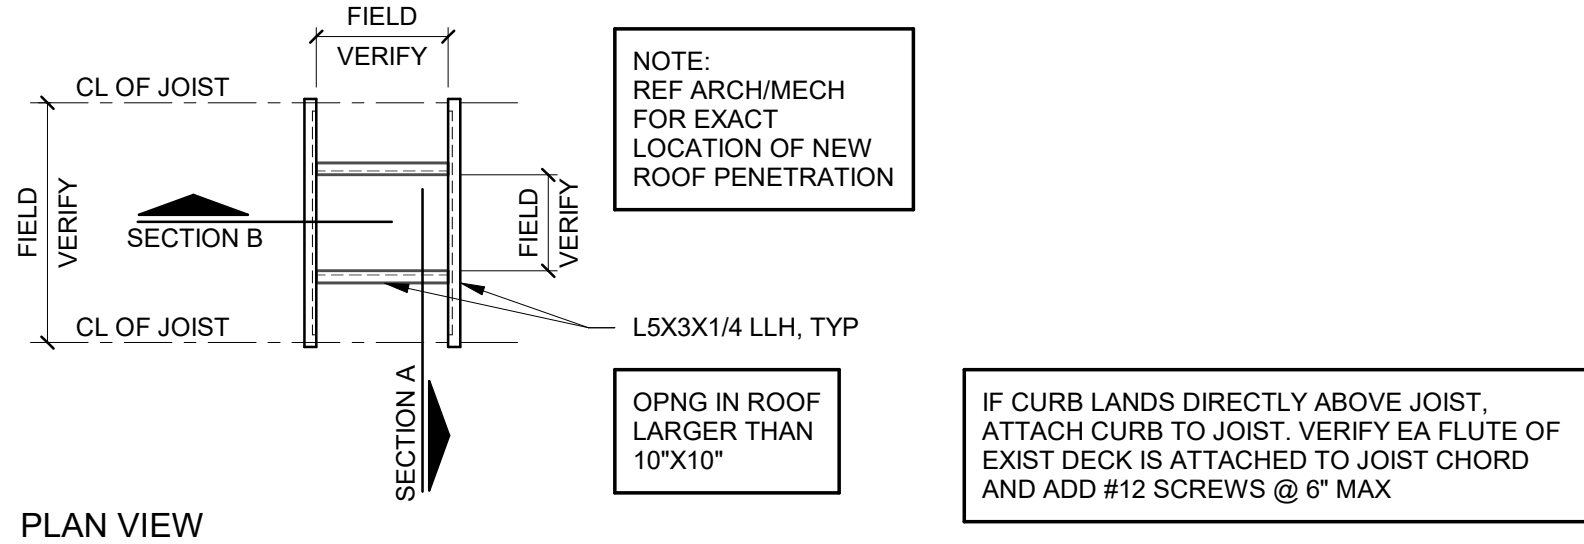 FIELD
VERIFY
CL OF JOIST
FIELD
VERIFY
SECTION B
FIELD
VERIFY
CL OF JOIST
L5X3X1/4 LLH, TYP
SECTION A
NOTE:
REF ARCH/MECH
FOR EXACT
LOCATION OF NEW
ROOF PENETRATION
OPNG IN ROOF
LARGER THAN
10"X10"
IF CURB LANDS DIRECTLY ABOVE JOIST,
ATTACH CURB TO JOIST. VERIFY EA FLUTE OF
EXIST DECK IS ATTACHED TO JOIST CHORD
AND ADD #12 SCREWS @ 6" MAX
PLAN VIEW